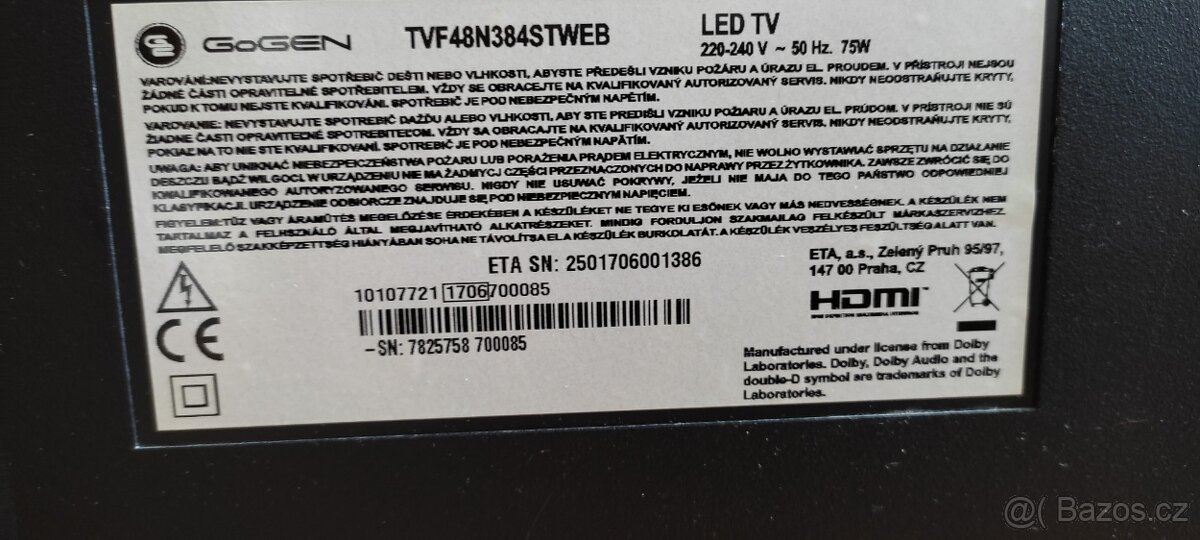 GoGEN TVF48N384STWEB LED TV
220-240 V ~ 50 Hz. 75W
VAROVÁNÍ:NEVYSTAVUJTE SPOTŘEBIČ DEŠTI NEBO VLHKOSTI, ABYSTE PŘEDEŠLI VZNIKU POŽÁRU A ÚRAZU EL. PROUDEM. V PŘÍSTROJI NEJSOU
ŽÁDNÉ ČÁSTI OPRAVITELNÉ SPOTŘEBITELEM. VŽDY SE OBRACEJTE NA KVALIFIKOVANÝ AUTORIZOVANÝ SERVIS. NIKDY NEODSTRAŇUJTE KRYTY,
POKUD K TOMU NEJSTE KVALIFIKOVÁNI. SPOTŘEBIČ JE POD NEBEZPEČNÝM NAPĚTÍM.
VAROVANIE: NEVYSTAVUJTE SPOTREBIČ DAŽĎU ALEBO VLHKOSTI, ABY STE PREDIŠLI VZNIKU POŽIARU A ÚRAZU EL. PRÚDOM. V PRÍSTROJI NIE SÚ
ŽIADNE ČASTI OPRAVITEĽNÉ SPOTREBITEĽOM. VŽDY SA OBRACAJTE NA KVALIFIKOVANÝ AUTORIZOVANÝ SERVIS. NIKDY NEODSTRAŇUJTE KRYTY,
POKIAĽ NA TO NIE STE KVALIFIKOVANÍ. SPOTREBIČ JE POD NEBEZPEČNÝM NAPÄTÍM.
UWAGA: ABY UNIKNĄĆ NIEBEZPIECZEŃSTWA POŻARU LUB PORAŻENIA PRĄDEM ELEKTRYCZNYM, NIE WOLNO WYSTAWIAĆ SPRZĘTU NA DZIAŁANIE
DESZCZU BĄDŹ WILGOCI. W URZĄDZENIU NIE MA ŻADNYCH CZĘŚCI PRZEZNACZONYCH DO NAPRAWY PRZEZ UŻYTKOWNIKA. ZAWSZE ZWRÓCIĆ SIĘ DO
KWALIFIKOWANEGO AUTORYZOWANEGO SERWISU. NIGDY NIE USUWAĆ POKRYWY, JEŻELI NIE MAJA DO TEGO PAŃSTWO ODPOWIEDNIEJ
KLASYFIKACJI. URZĄDZENIE ODBIORCZE ZNAJDUJE SIĘ POD NIEBEZPIECZNYM NAPIĘCIEM.
FIGYELEM:TŰZ VAGY ÁRAMÜTÉS MEGELŐZÉSE ÉRDEKÉBEN A KÉSZÜLÉKET NE TEGYE KI ESŐNEK VAGY MÁS NEDVESSÉGNEK. A KÉSZÜLÉK NEM
TARTALMAZ A FELHASZNÁLÓ ÁLTAL MEGJAVÍTHATÓ ALKATRÉSZEKET. MINDIG FORDULJON SZAKMAILAG FELKÉSZÜLT MÁRKASZERVIZHEZ.
MEGFELELŐ SZAKKÉPZETTSÉG HIÁNYÁBAN SOHA NE TÁVOLÍTSA EL A KÉSZÜLÉK BURKOLATÁT. A KÉSZÜLÉK VESZÉLYES FESZÜLTSÉG ALATT VAN.
ETA SN: 2501706001386
ETA, a.s., Zelený Pruh 95/97,
147 00 Praha, CZ
10107721 1706 700085
HDMI
HIGH DEFINITION MULTIMEDIA INTERFACE
CE
-SN: 7825758 700085
Manufactured under license from Dolby
Laboratories. Dolby, Dolby Audio and the
double-D symbol are trademarks of Dolby
Laboratories.
@( Bazos.cz